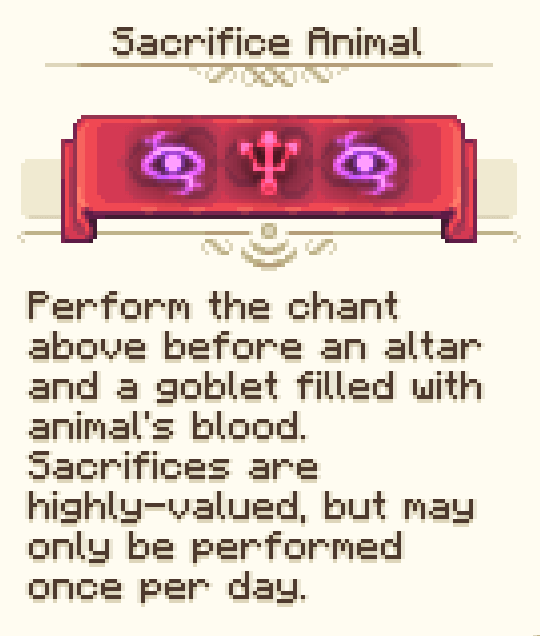 Sacrifice Animal
Perform the chant
above before an altar
and a goblet filled with
animal's blood.
Sacrifices are
highly-valued, but may
only be performed
once per day.